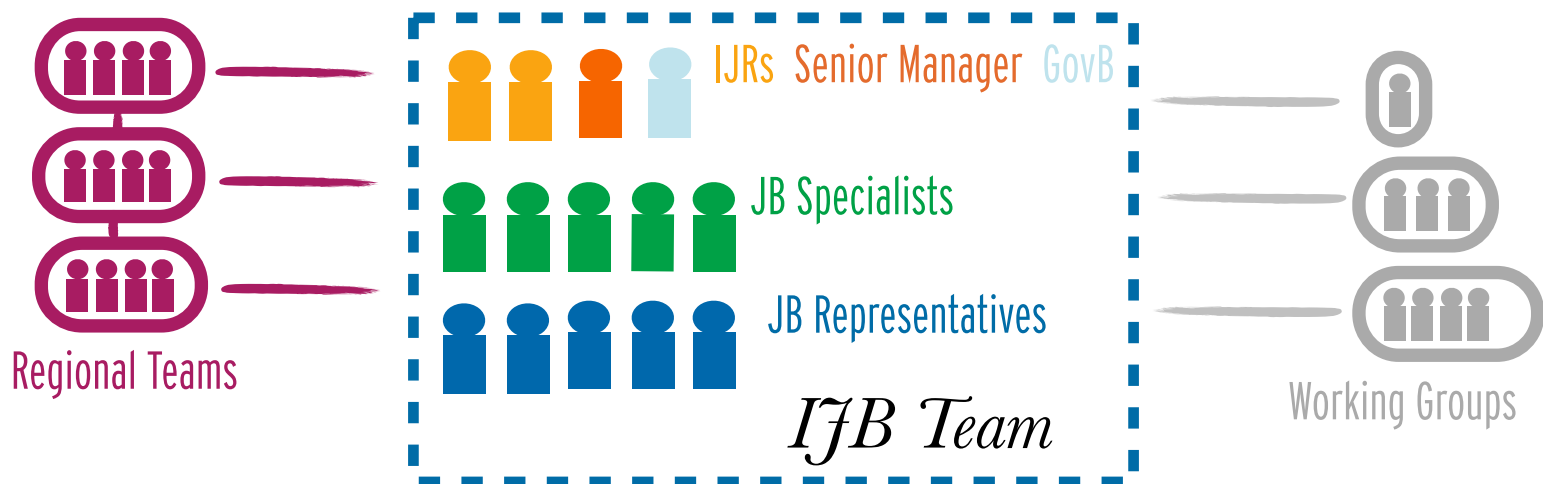 IJRs Senior Manager GovB
JB Specialists
JB Representatives
Regional Teams
IJB Team
Working Groups